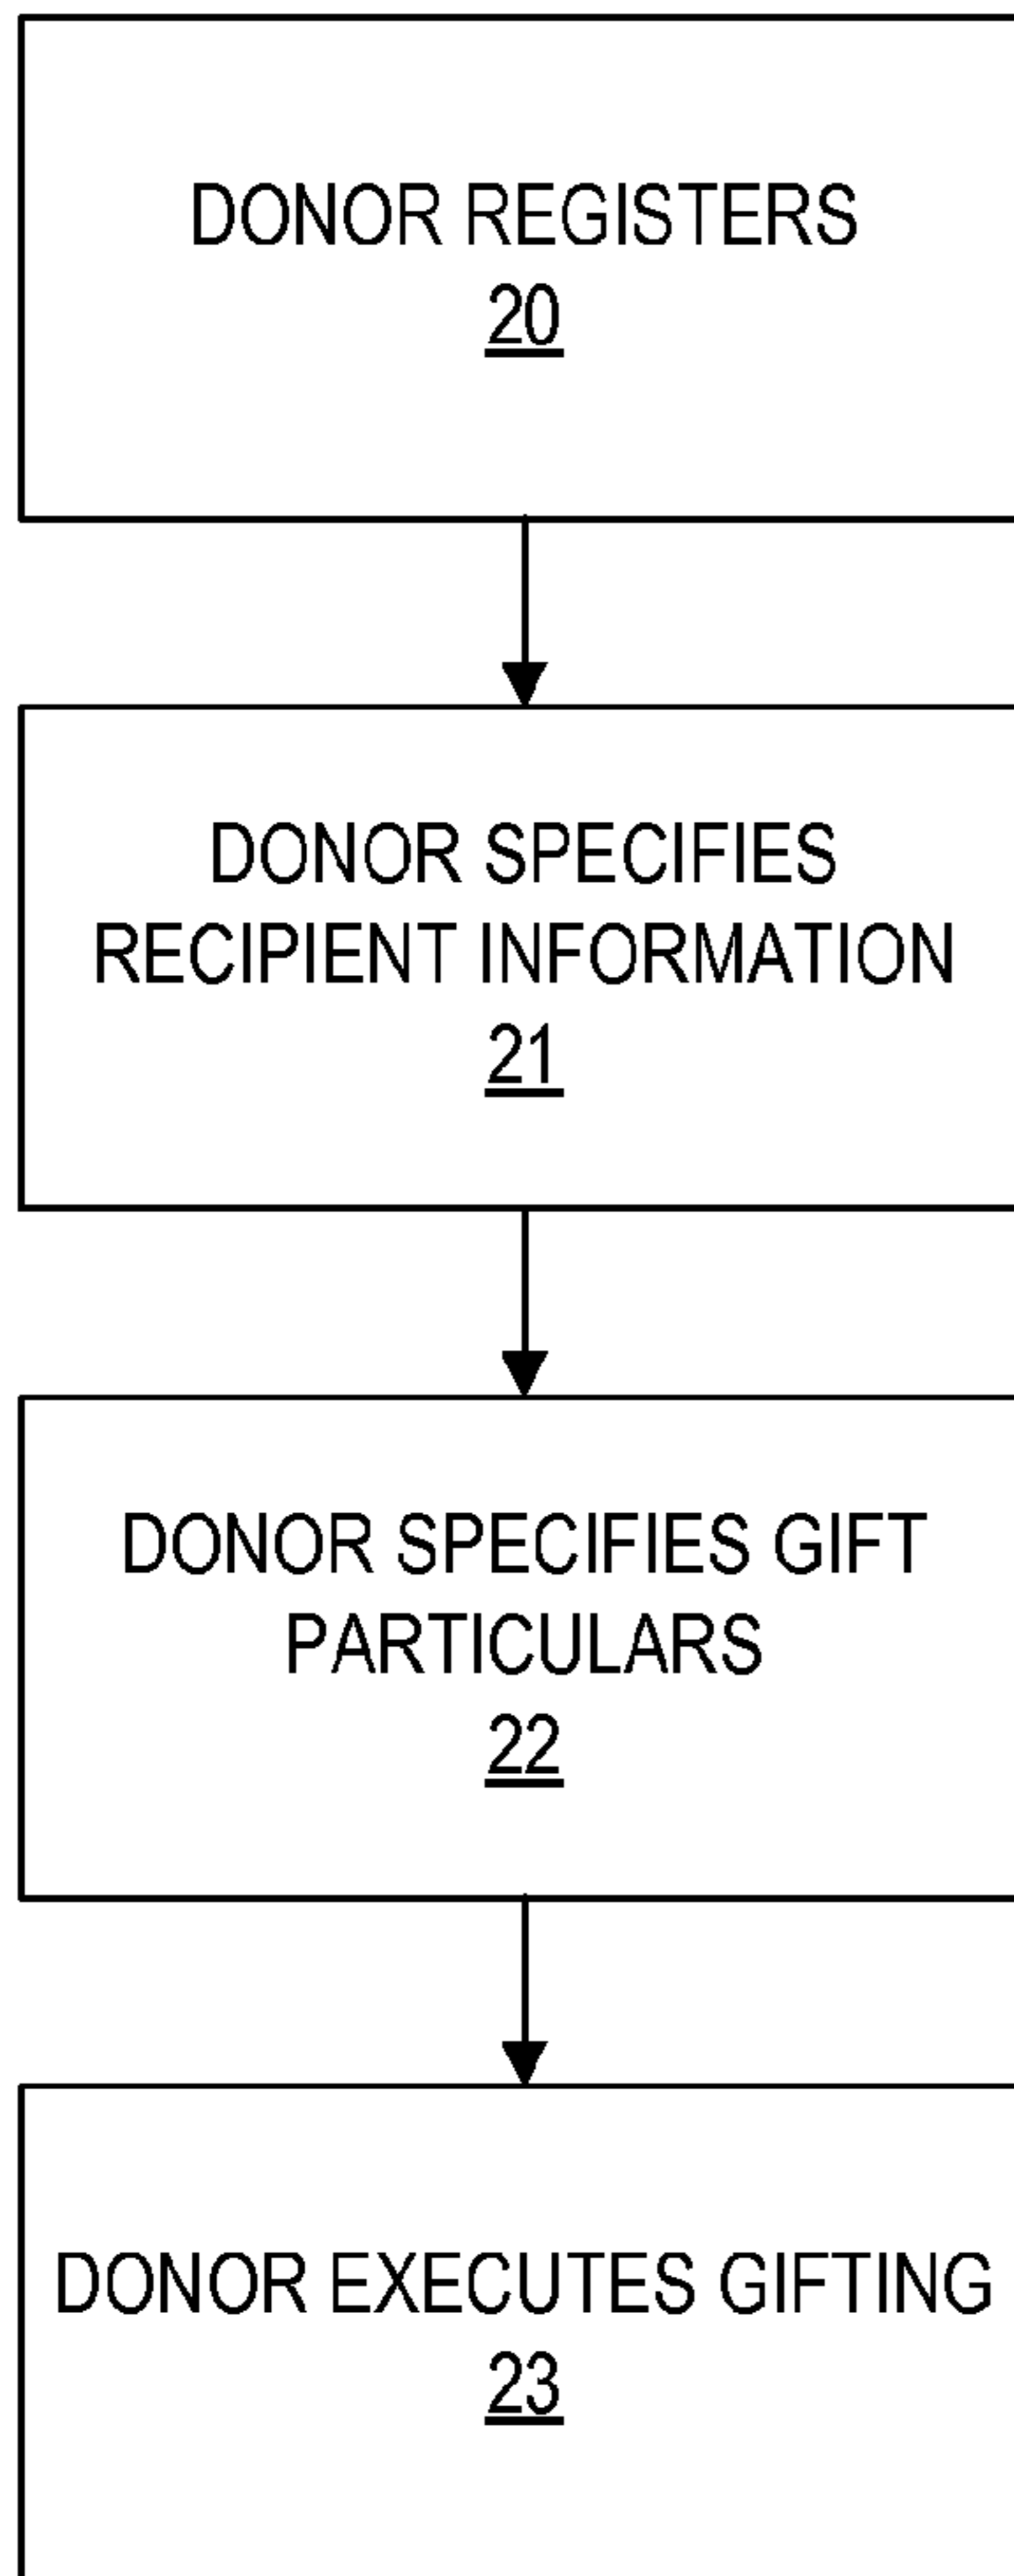 DONOR REGISTERS
20
DONOR SPECIFIES
RECIPIENT INFORMATION
21
DONOR SPECIFIES GIFT
PARTICULARS
22
DONOR EXECUTES GIFTING
23